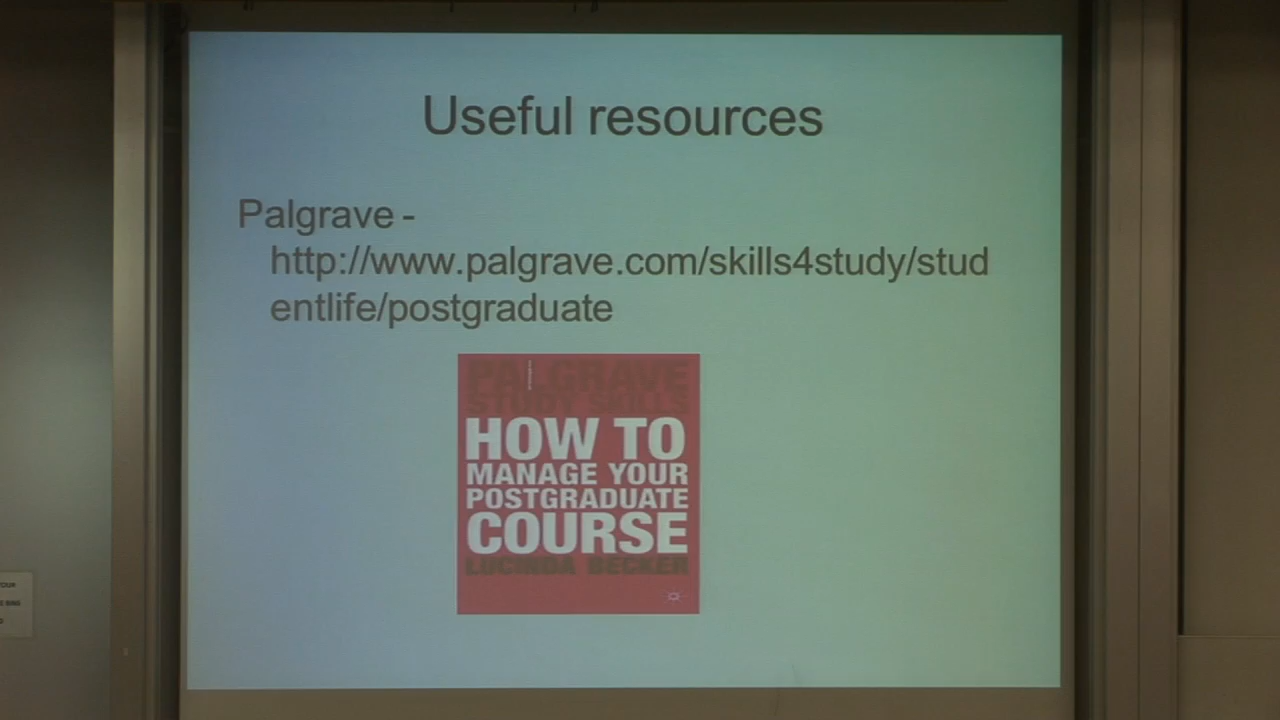 Useful resources
Palgrave -
http://www.palgrave.com/skills4study/stud
entlife/postgraduate
PALGRAVE
STUDY SKILLS
HOW TO
MANAGE YOUR
POSTGRADUATE
COURSE
LUCINDA BECKER